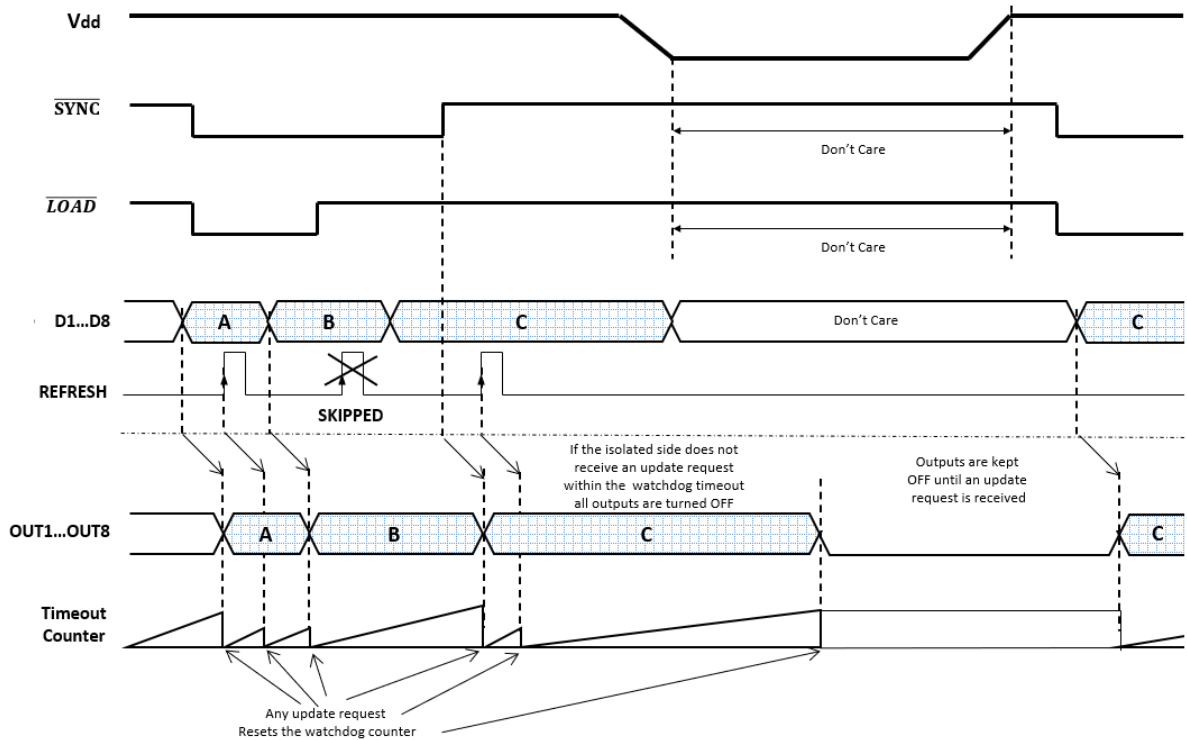 Vdd
SYNC
Don't Care
LOAD
Don't Care
D1...D8
A
B
C
Don't Care
C
REFRESH
SKIPPED
If the isolated side does not
receive an update request
within the watchdog timeout
all outputs are turned OFF
Outputs are kept
OFF until an update
request is received
OUT1...OUT8
A
B
C
C
Timeout
Counter
Any update request
Resets the watchdog counter